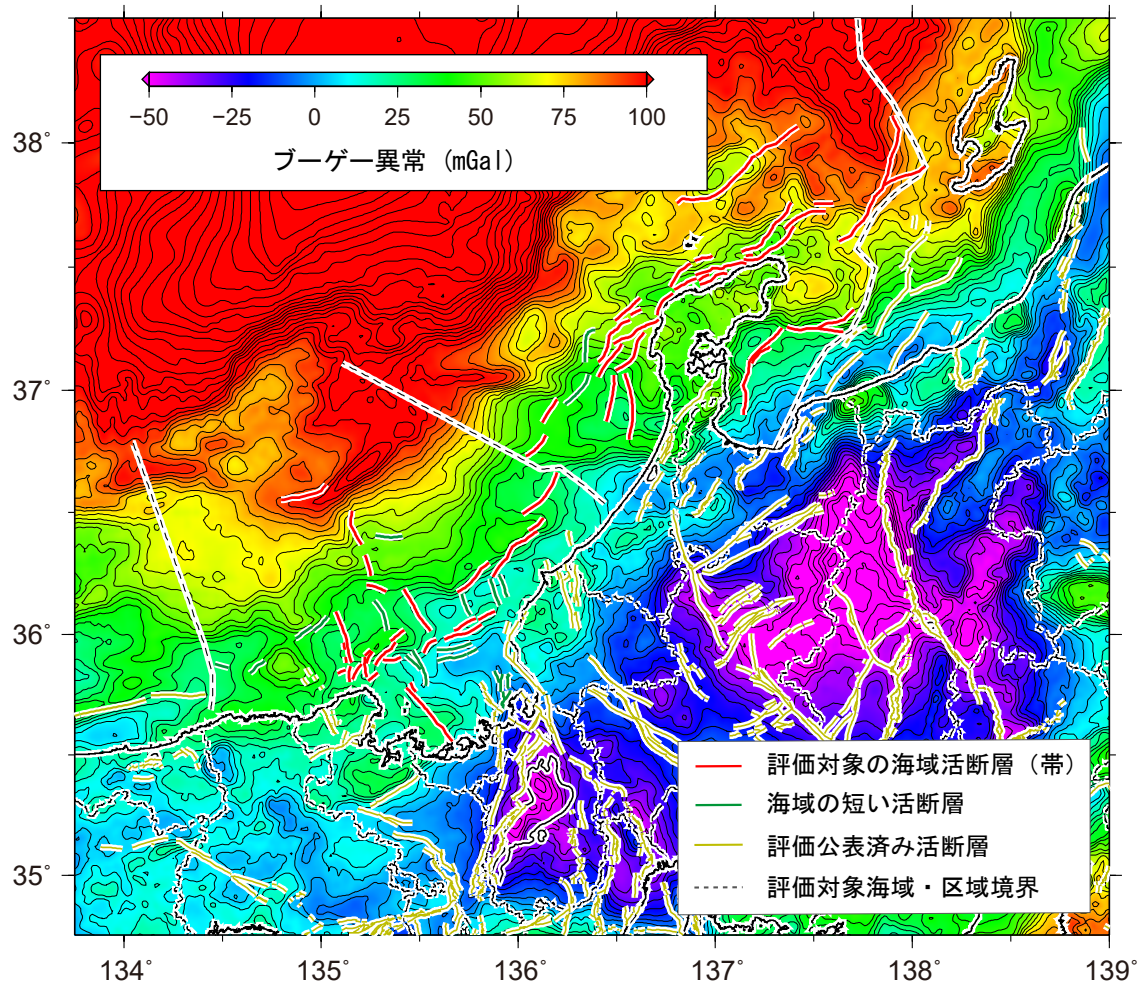 −50 −25 0 25 50 75 100
ブーゲー異常 (mGal)
38°
37°
36°
35°
評価対象の海域活断層（帯）
海域の短い活断層
評価公表済み活断層
評価対象海域・区域境界
134° 135° 136° 137° 138° 139°